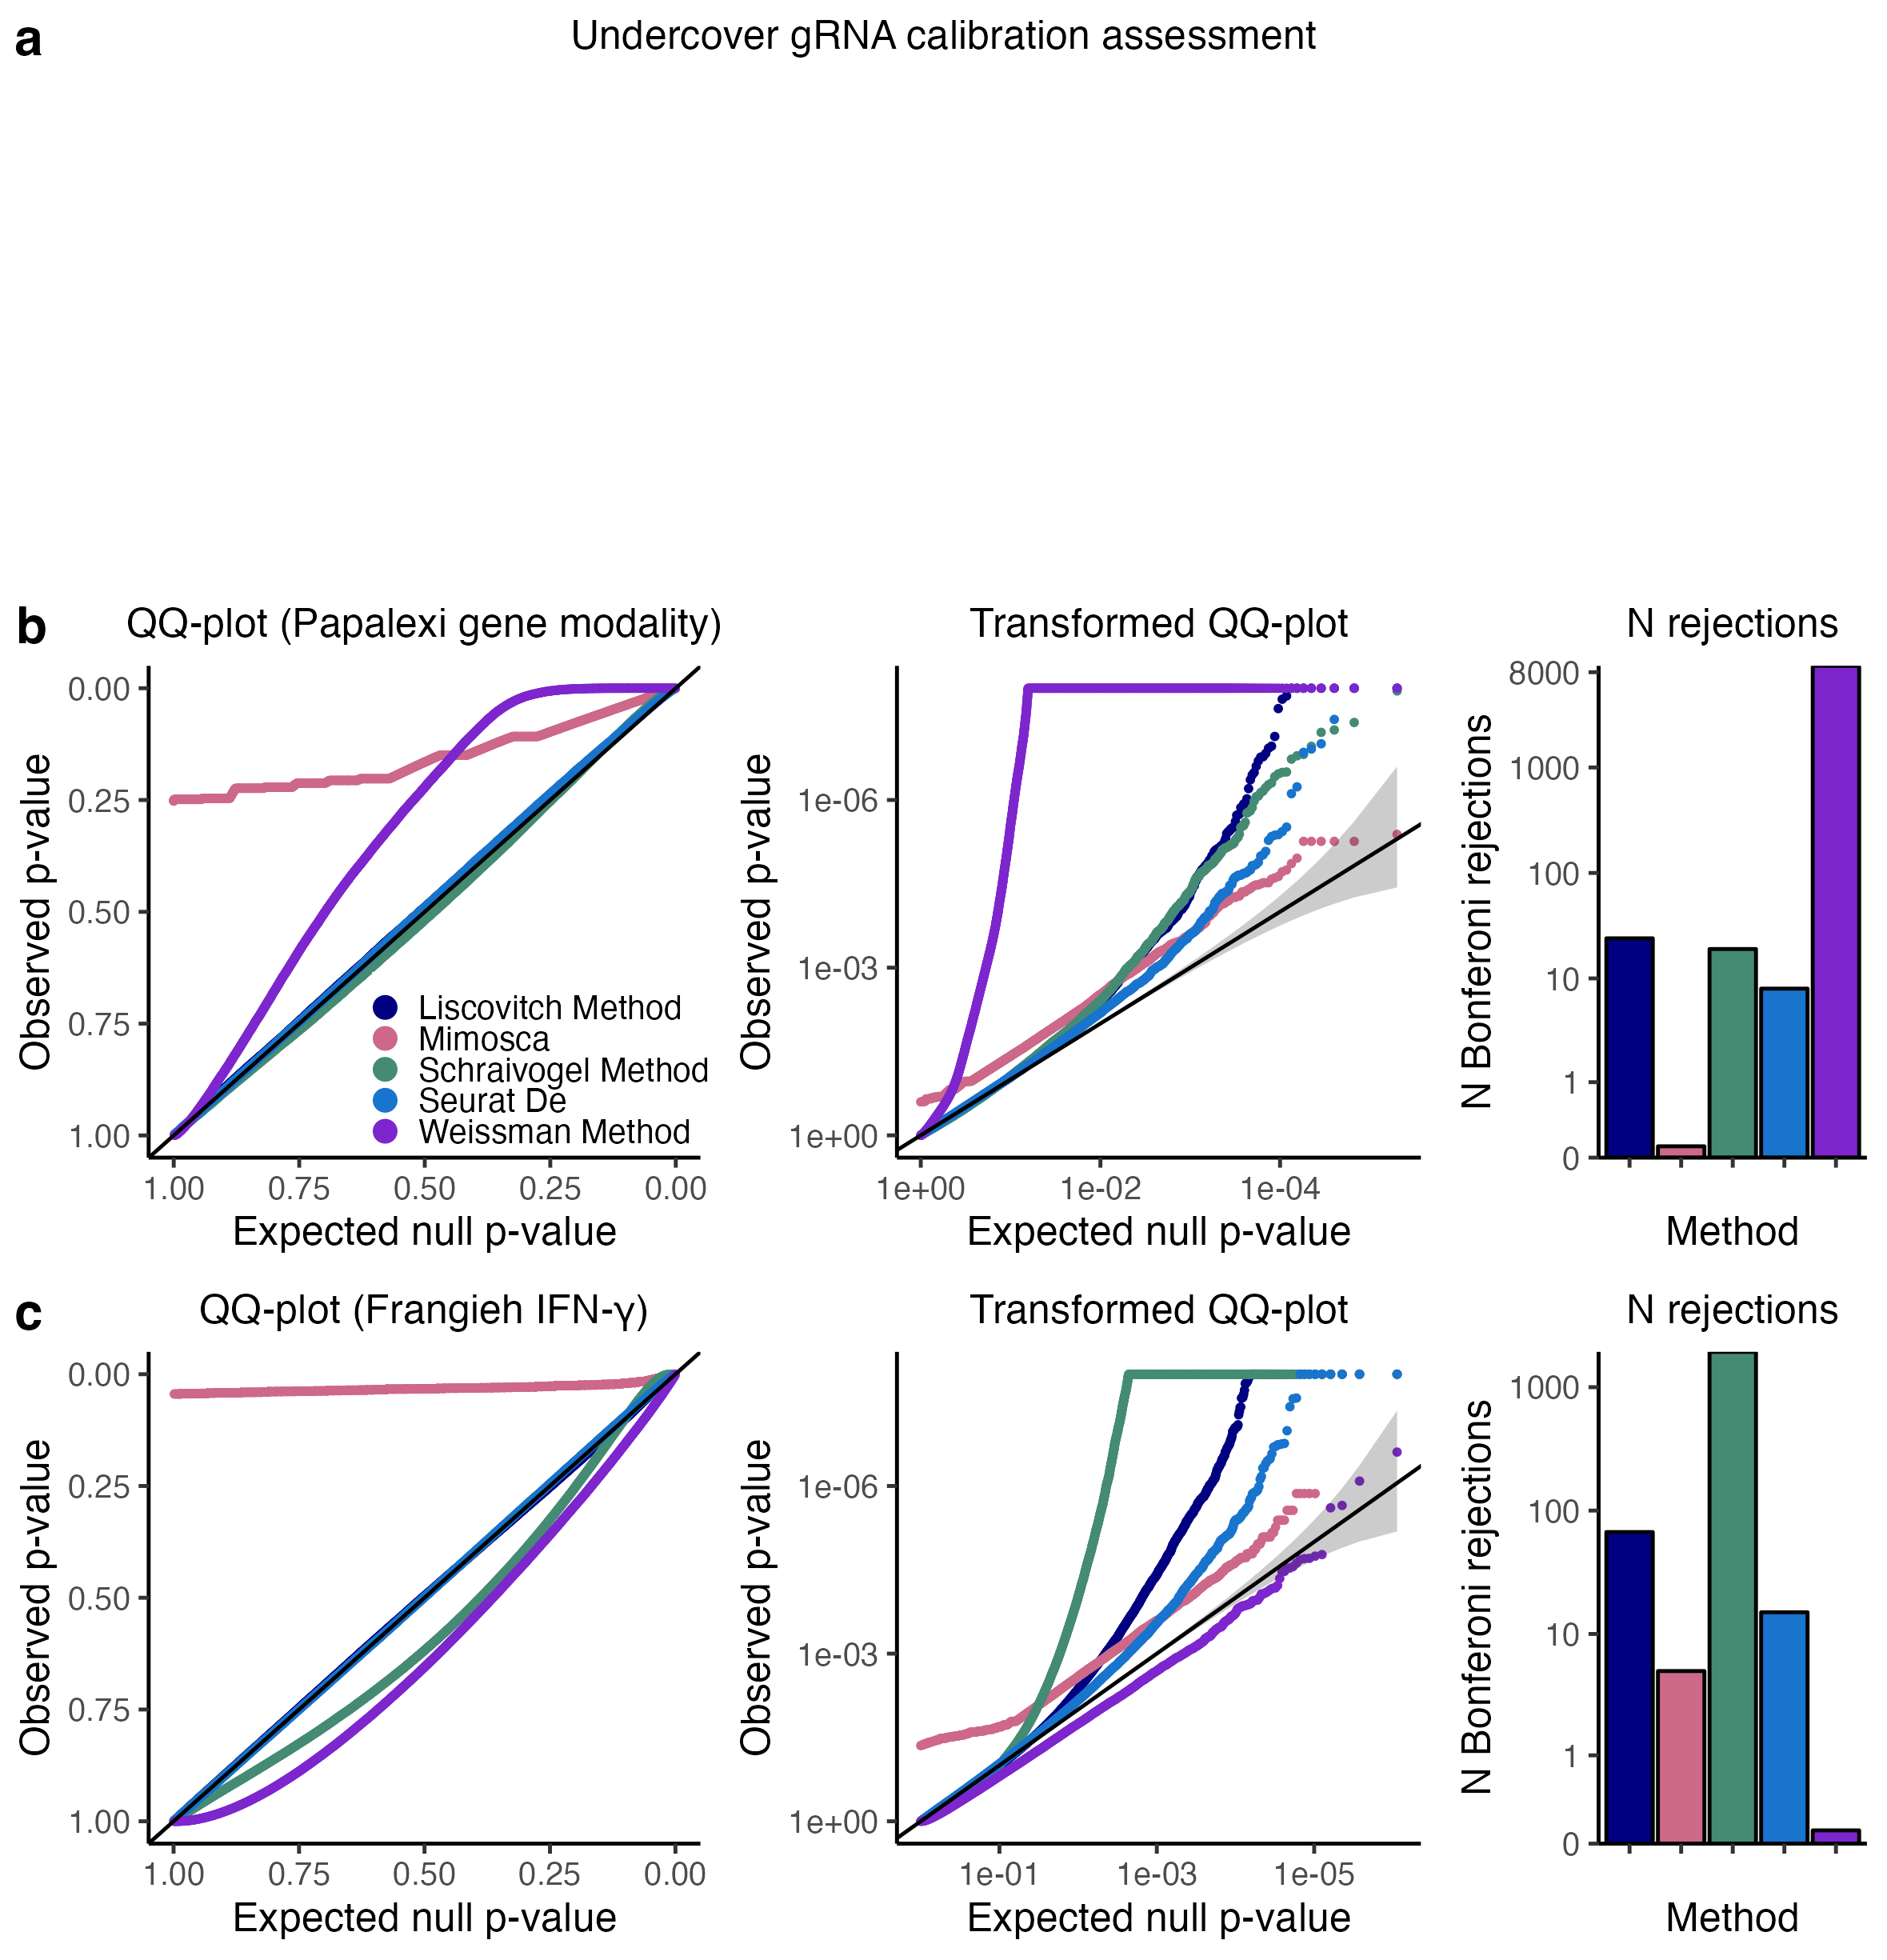 a
Undercover gRNA calibration assessment
b
QQ-plot (Papalexi gene modality)
Transformed QQ-plot
N rejections
Observed p-value
0.00
0.25
0.50
0.75
1.00
Liscovitch Method
Mimosca
Schraivogel Method
Seurat De
Weissman Method
1.00 0.75 0.50 0.25 0.00
Expected null p-value
Observed p-value
1e-06
1e-03
1e+00
1e+00 1e-02 1e-04
Expected null p-value
N Bonferoni rejections
8000
1000
100
10
1
0
Method
c
QQ-plot (Frangieh IFN-γ)
Transformed QQ-plot
N rejections
Observed p-value
0.00
0.25
0.50
0.75
1.00
1.00 0.75 0.50 0.25 0.00
Expected null p-value
Observed p-value
1e-06
1e-03
1e+00
1e-01 1e-03 1e-05
Expected null p-value
N Bonferoni rejections
1000
100
10
1
0
Method